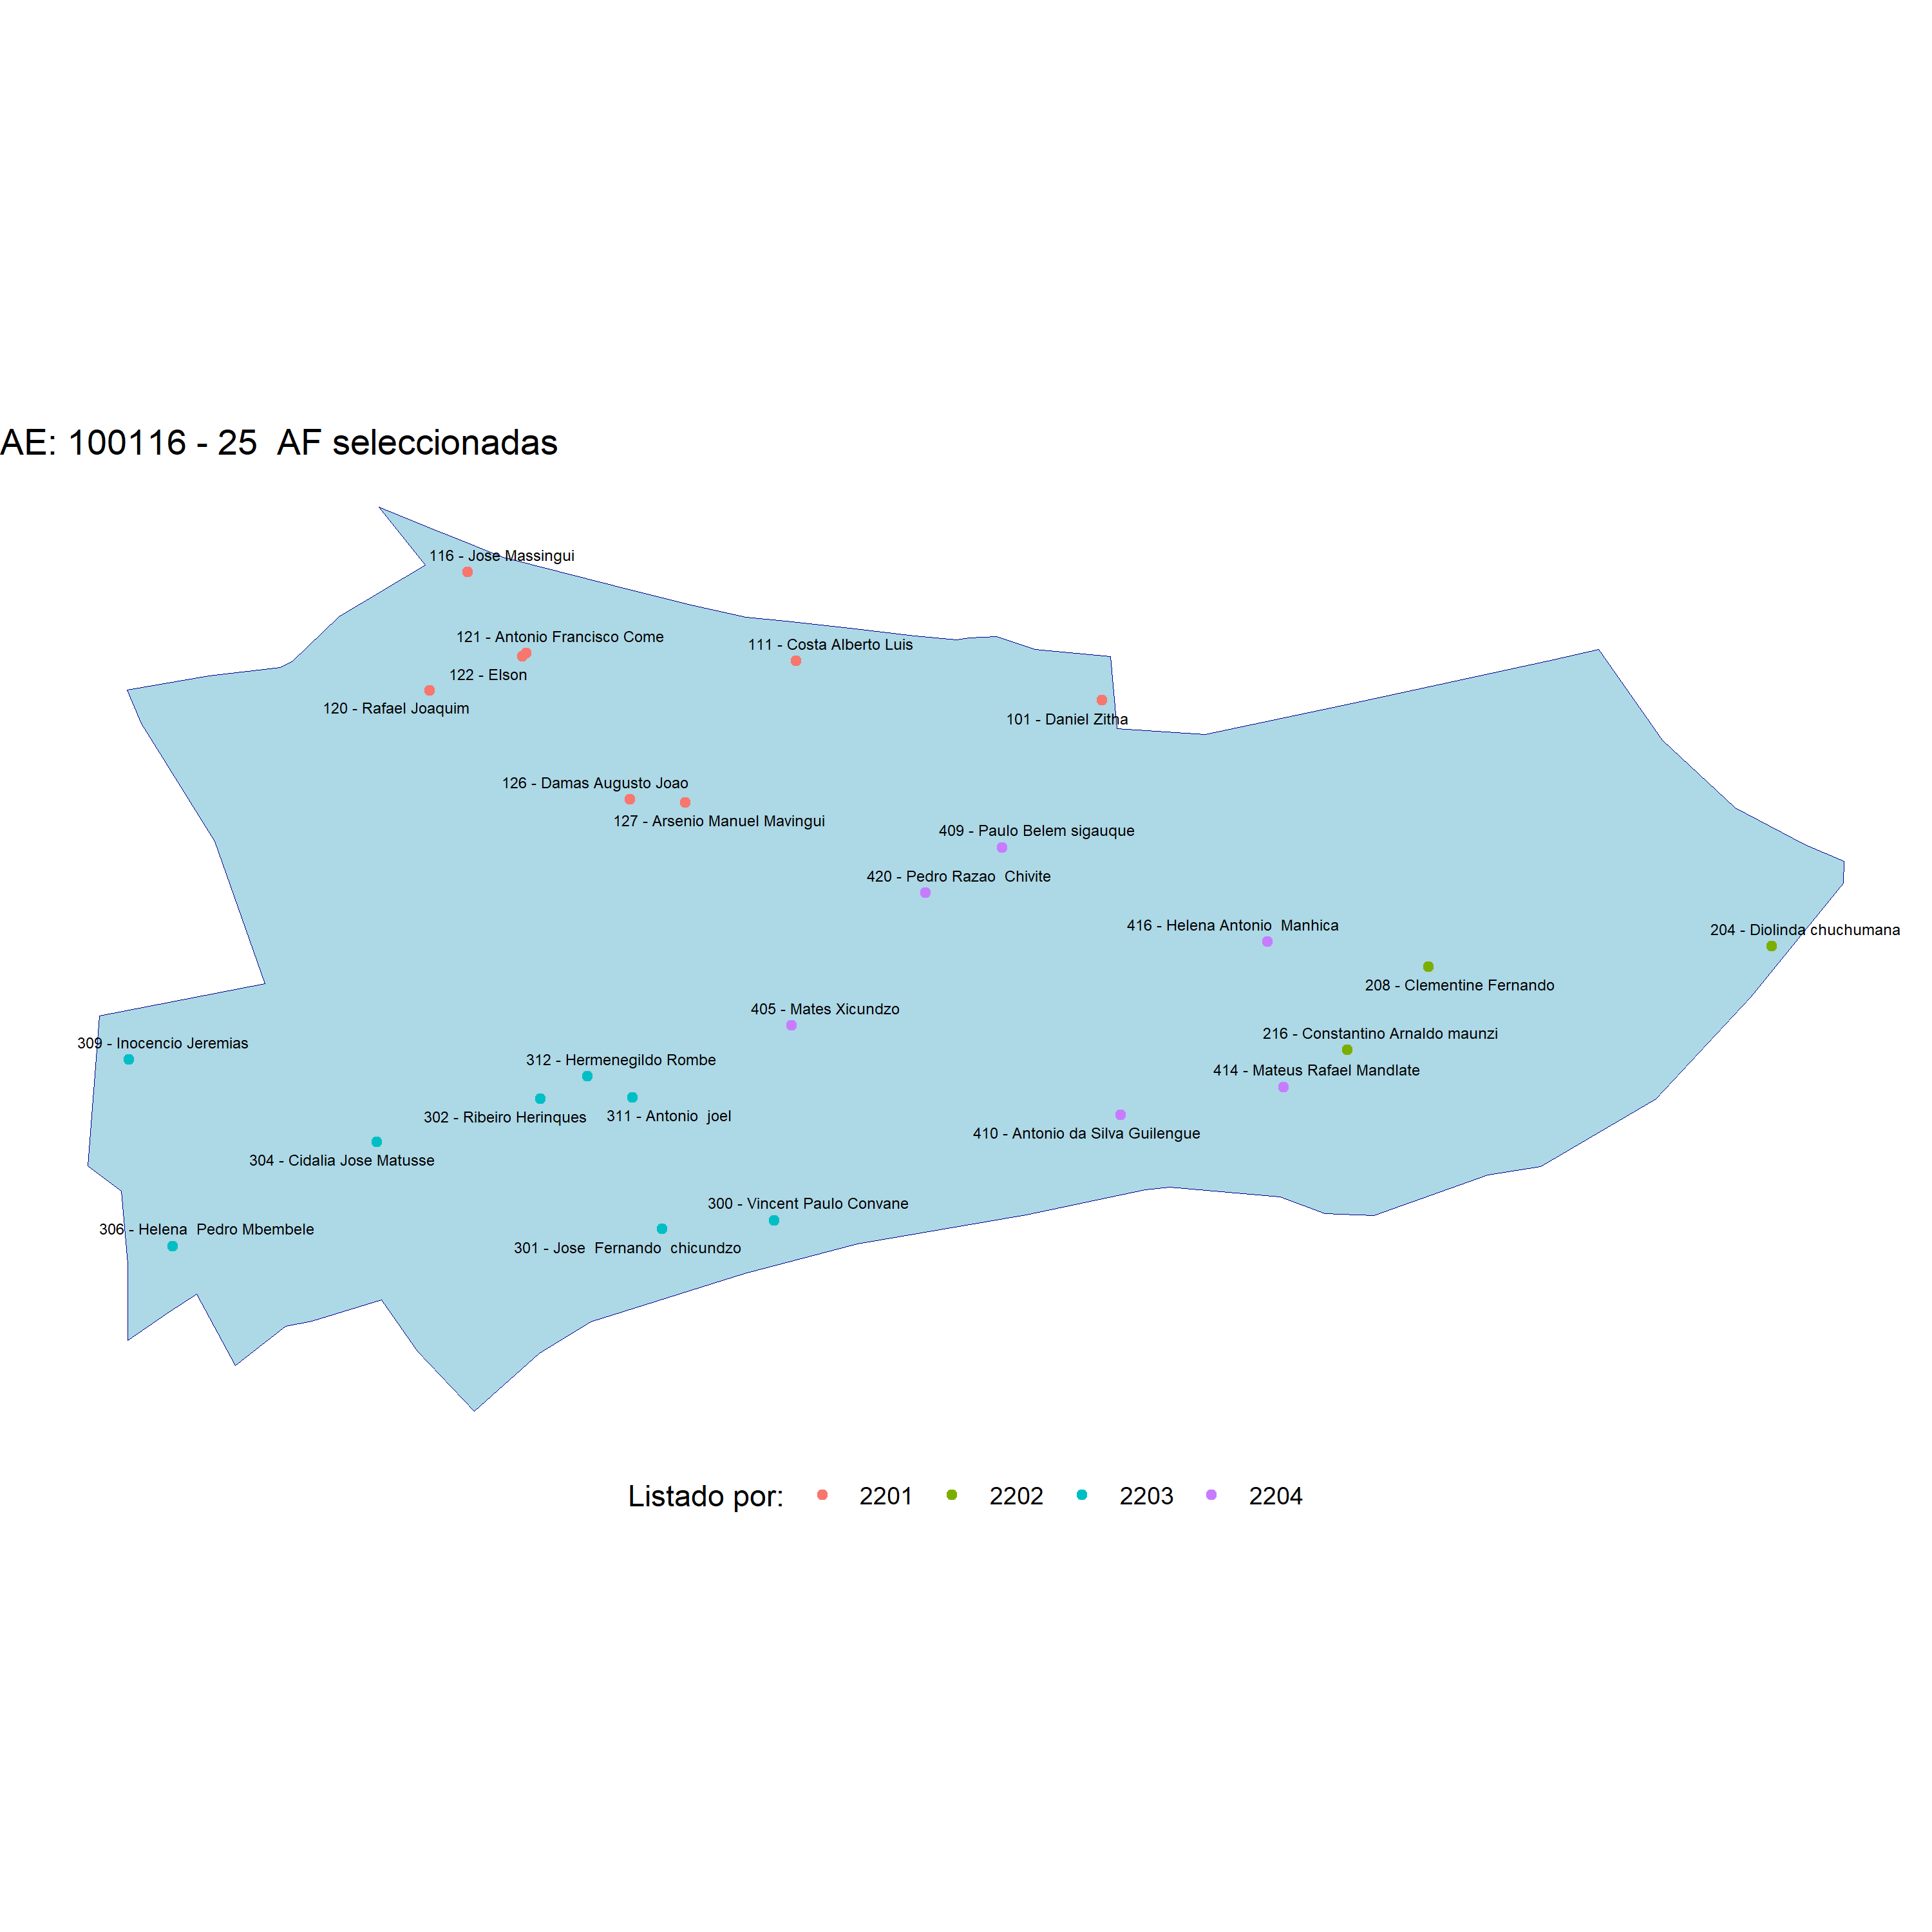 AE: 100116 - 25  AF seleccionadas
116 - Jose Massingui
121 - Antonio Francisco Come
111 - Costa Alberto Luis
122 - Elson
120 - Rafael Joaquim
101 - Daniel Zitha
126 - Damas Augusto Joao
127 - Arsenio Manuel Mavingui
409 - Paulo Belem sigauque
420 - Pedro Razao  Chivite
416 - Helena Antonio  Manhica
204 - Diolinda chuchumana
208 - Clementine Fernando
405 - Mates Xicundzo
216 - Constantino Arnaldo maunzi
309 - Inocencio Jeremias
312 - Hermenegildo Rombe
414 - Mateus Rafael Mandlate
302 - Ribeiro Herinques
311 - Antonio  joel
410 - Antonio da Silva Guilengue
304 - Cidalia Jose Matusse
300 - Vincent Paulo Convane
306 - Helena  Pedro Mbembele
301 - Jose  Fernando  chicundzo
Listado por: 2201 2202 2203 2204